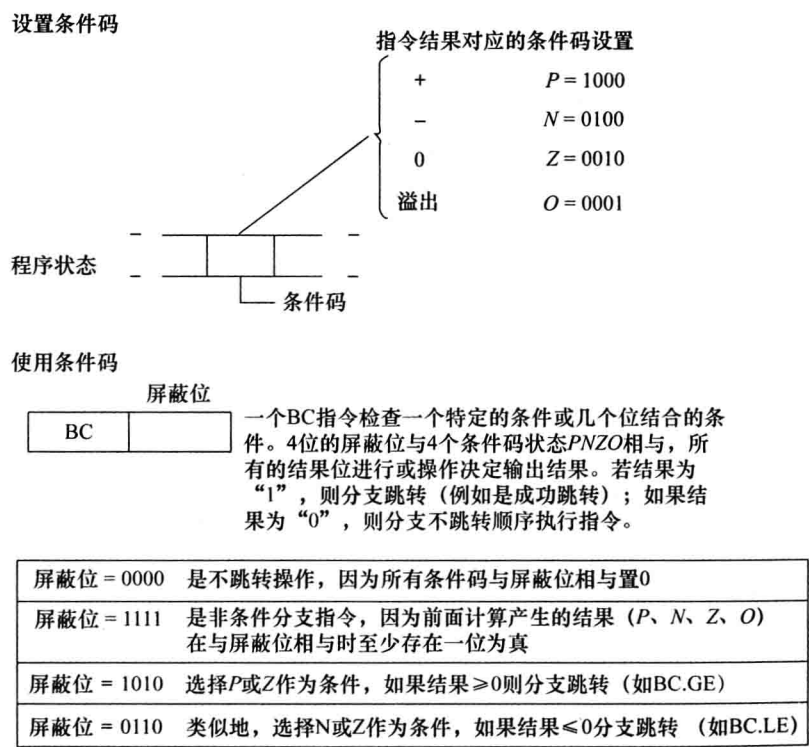 设置条件码
指令结果对应的条件码设置
+ P = 1000
− N = 0100
0 Z = 0010
溢出 O = 0001
程序状态
条件码
使用条件码
屏蔽位
BC
一个BC指令检查一个特定的条件或几个位结合的条
件。4位的屏蔽位与4个条件码状态PNZO相与，所
有的结果位进行或操作决定输出结果。若结果为
“1”，则分支跳转（例如是成功跳转）；如果结
果为“0”，则分支不跳转顺序执行指令。
屏蔽位 = 0000 是不跳转操作，因为所有条件码与屏蔽位相与置0
屏蔽位 = 1111 是非条件分支指令，因为前面计算产生的结果（P、N、Z、O）
在与屏蔽位相与时至少存在一位为真
屏蔽位 = 1010 选择P或Z作为条件，如果结果≥0则分支跳转（如BC.GE）
屏蔽位 = 0110 类似地，选择N或Z作为条件，如果结果≤0分支跳转 （如BC.LE）